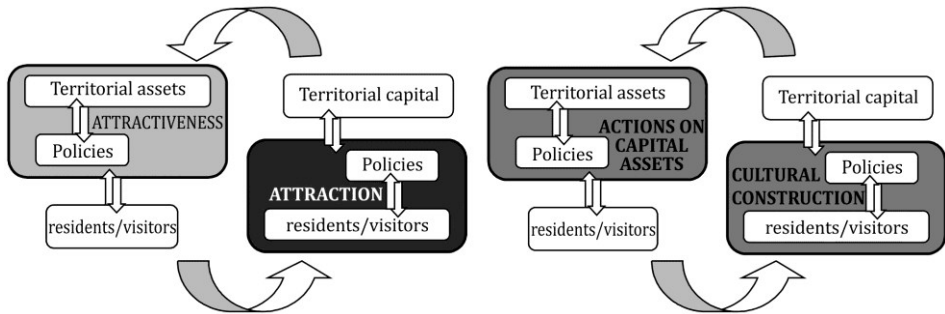 Territorial assets
ATTRACTIVENESS
Policies
residents/visitors
Territorial capital
Policies
ATTRACTION
residents/visitors
Territorial assets
ACTIONS ON
CAPITAL
ASSETS
Policies
residents/visitors
Territorial capital
Policies
CULTURAL
CONSTRUCTION
residents/visitors